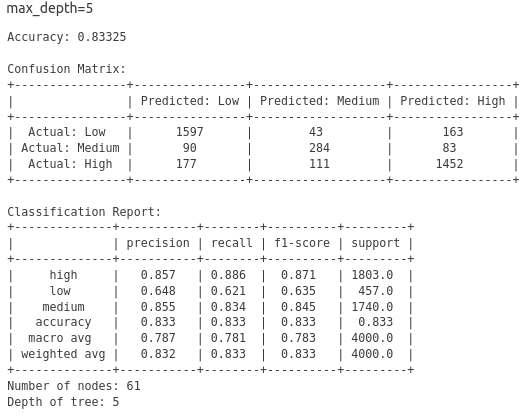 max_depth=5
Accuracy: 0.83325
Confusion Matrix:
+----------------+----------------+-------------------+-----------------+
|                | Predicted: Low | Predicted: Medium | Predicted: High |
+----------------+----------------+-------------------+-----------------+
|  Actual: Low   |      1597      |        43         |       163       |
| Actual: Medium |       90       |        284        |       83        |
|  Actual: High  |      177       |        111        |      1452       |
+----------------+----------------+-------------------+-----------------+
Classification Report:
+--------------+-----------+--------+----------+---------+
|              | precision | recall | f1-score | support |
+--------------+-----------+--------+----------+---------+
|     high     |   0.857   | 0.886  |  0.871   | 1803.0  |
|     low      |   0.648   | 0.621  |  0.635   |  457.0  |
|    medium    |   0.855   | 0.834  |  0.845   | 1740.0  |
|   accuracy   |   0.833   | 0.833  |  0.833   |  0.833  |
|  macro avg   |   0.787   | 0.781  |  0.783   | 4000.0  |
| weighted avg |   0.832   | 0.833  |  0.833   | 4000.0  |
+--------------+-----------+--------+----------+---------+
Number of nodes: 61
Depth of tree: 5